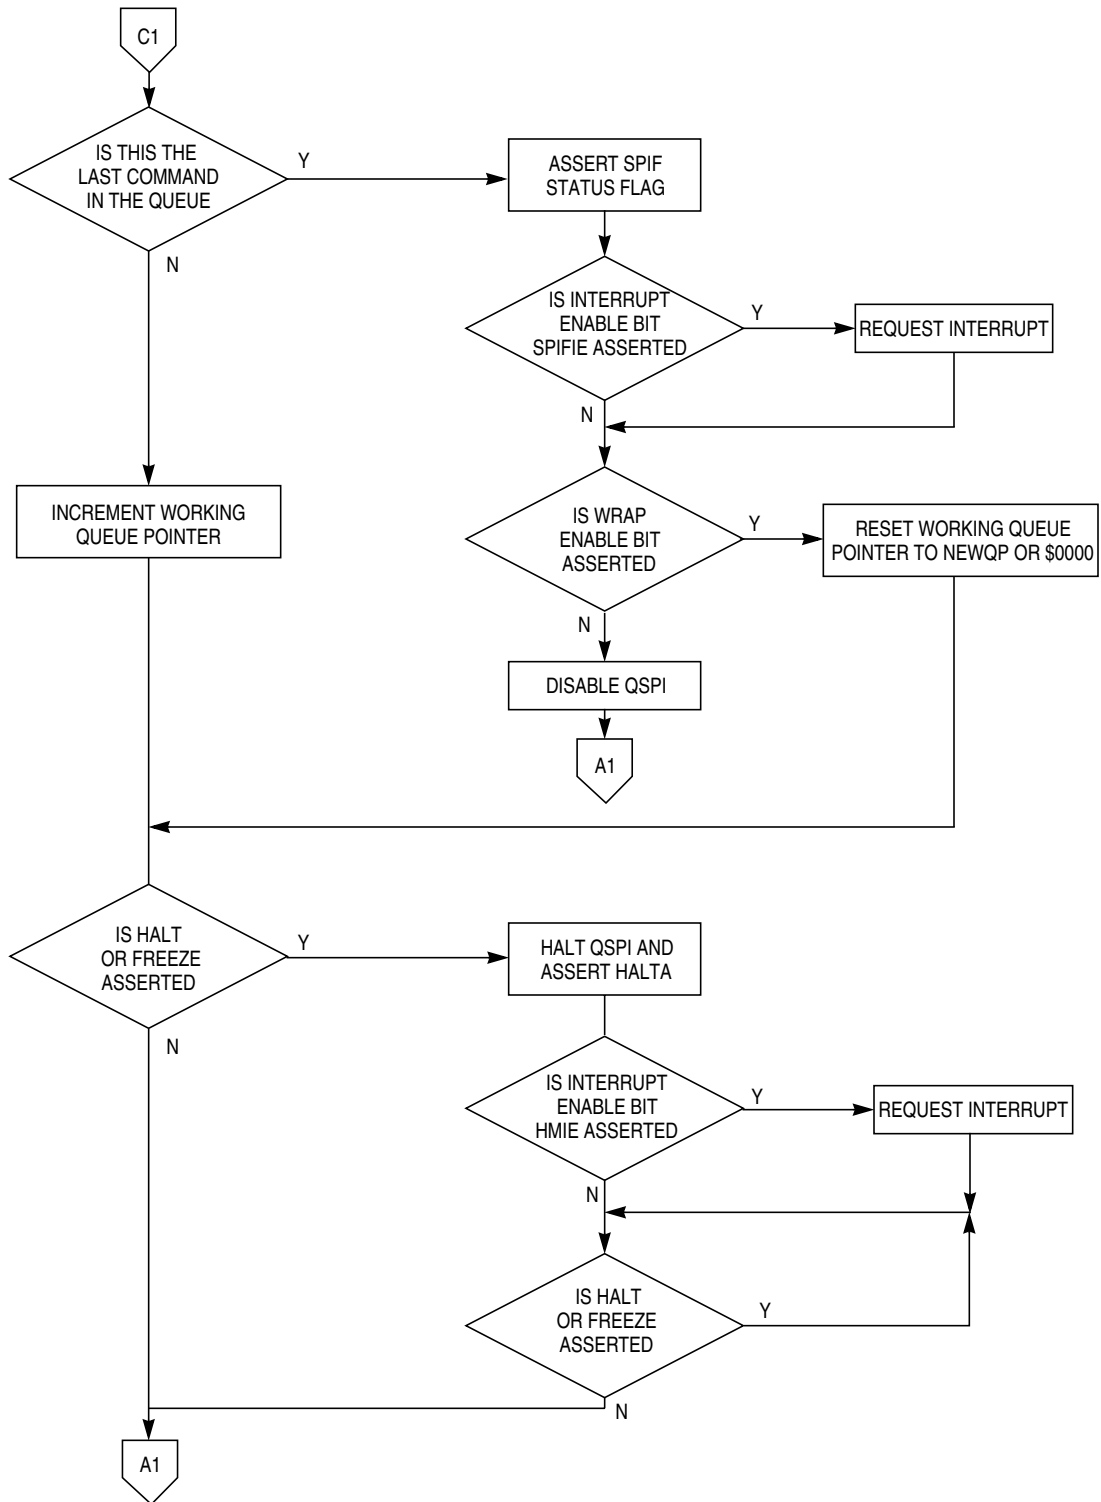 C1
IS THIS THE
LAST COMMAND
IN THE QUEUE
Y
N
ASSERT SPIF
STATUS FLAG
IS INTERRUPT
ENABLE BIT
SPIFIE ASSERTED
Y
N
REQUEST INTERRUPT
INCREMENT WORKING
QUEUE POINTER
IS WRAP
ENABLE BIT
ASSERTED
Y
N
RESET WORKING QUEUE
POINTER TO NEWQP OR $0000
DISABLE QSPI
A1
IS HALT
OR FREEZE
ASSERTED
Y
N
HALT QSPI AND
ASSERT HALTA
IS INTERRUPT
ENABLE BIT
HMIE ASSERTED
Y
N
REQUEST INTERRUPT
IS HALT
OR FREEZE
ASSERTED
Y
N
A1